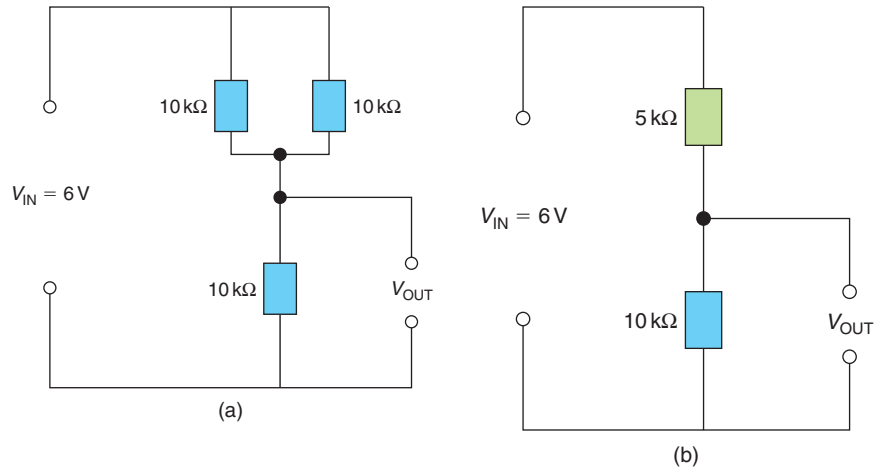 10 kΩ
10 kΩ
V_IN = 6 V
10 kΩ
V_OUT
(a)
5 kΩ
V_IN = 6 V
10 kΩ
V_OUT
(b)